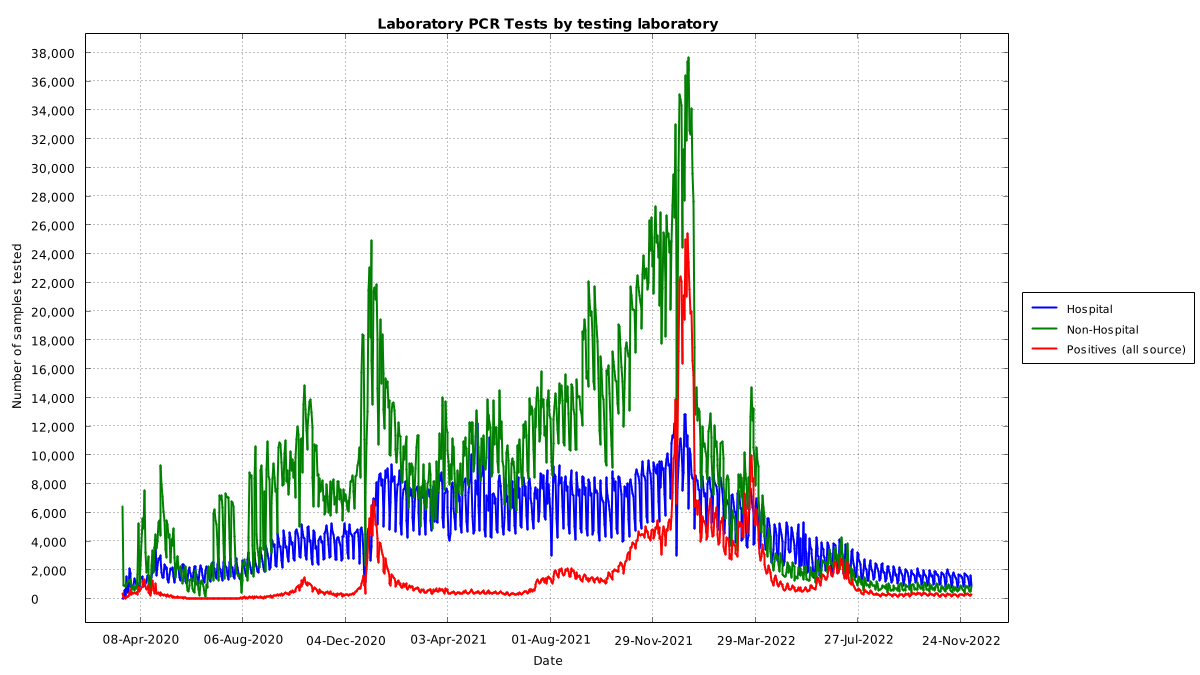 Laboratory PCR Tests by testing laboratory
38,000
36,000
34,000
32,000
30,000
28,000
26,000
24,000
22,000
20,000
18,000
16,000
14,000
12,000
10,000
8,000
6,000
4,000
2,000
0
Number of samples tested
08-Apr-2020
06-Aug-2020
04-Dec-2020
03-Apr-2021
01-Aug-2021
29-Nov-2021
29-Mar-2022
27-Jul-2022
24-Nov-2022
Date
Hospital
Non-Hospital
Positives (all source)